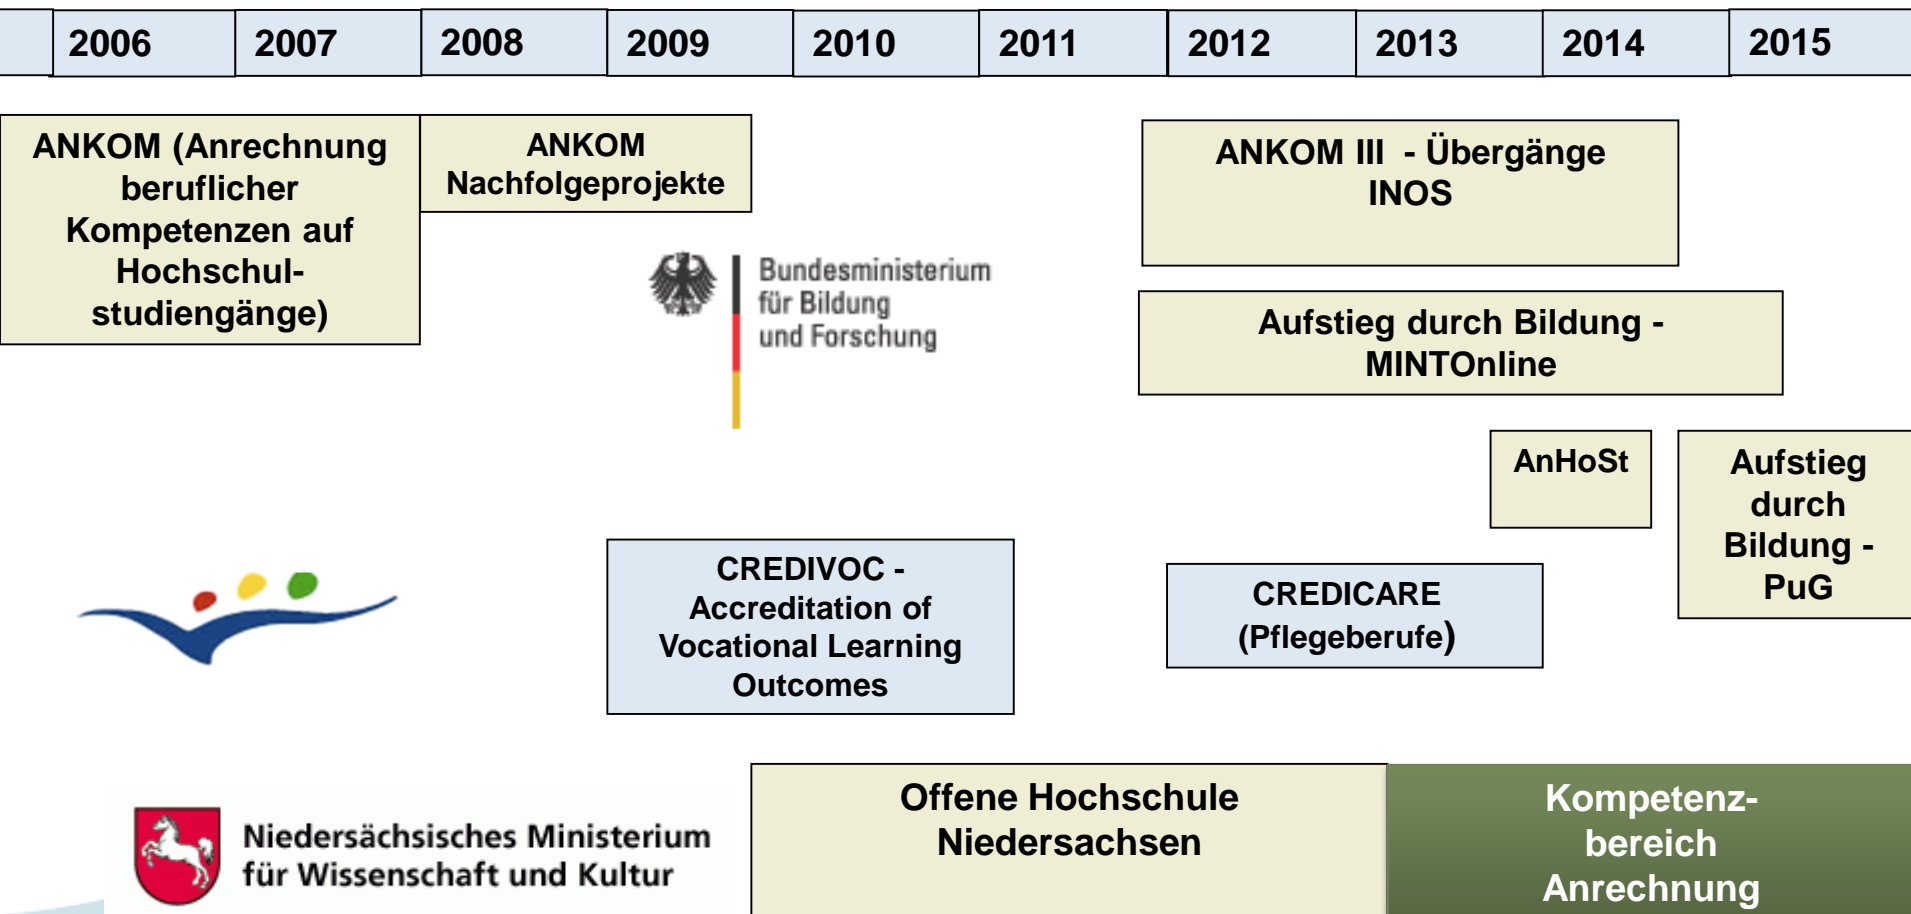 2006 2007 2008 2009 2010 2011 2012 2013 2014 2015
ANKOM (Anrechnung
beruflicher
Kompetenzen auf
Hochschul-
studiengänge)
ANKOM
Nachfolgeprojekte
ANKOM III - Übergänge
INOS
Bundesministerium
für Bildung
und Forschung
Aufstieg durch Bildung -
MINTOnline
AnHoSt
Aufstieg
durch
Bildung -
PuG
CREDIVOC -
Accreditation of
Vocational Learning
Outcomes
CREDICARE
(Pflegeberufe)
Niedersächsisches Ministerium
für Wissenschaft und Kultur
Offene Hochschule
Niedersachsen
Kompetenz-
bereich
Anrechnung